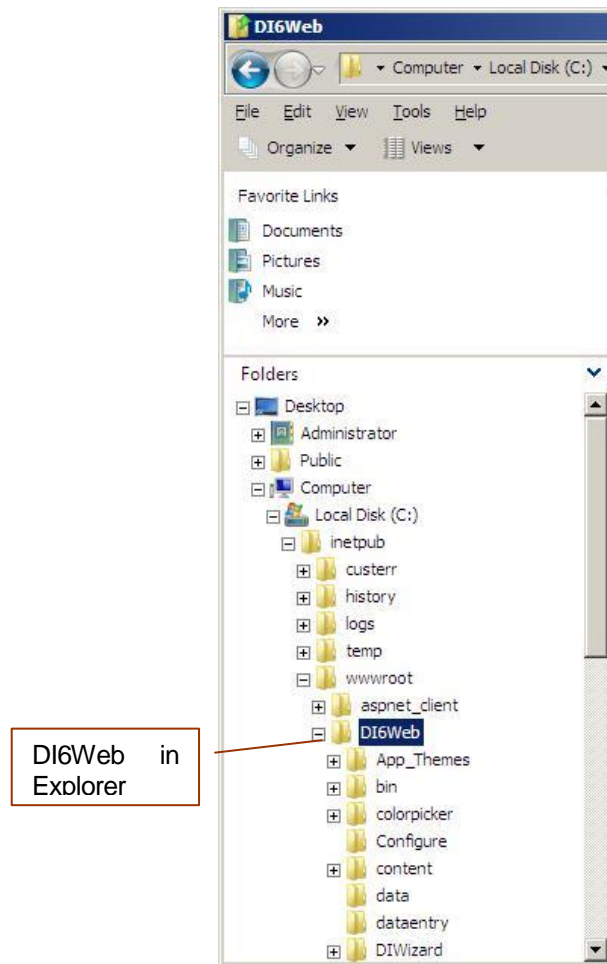 DI6Web
Computer Local Disk (C:)
File Edit View Tools Help
Organize Views
Favorite Links
Documents
Pictures
Music
More »
Folders
Desktop
Administrator
Public
Computer
Local Disk (C:)
inetpub
custerr
history
logs
temp
wwwroot
aspnet_client
DI6Web
App_Themes
bin
colorpicker
Configure
content
data
dataentry
DIWizard
DI6Web in
Explorer